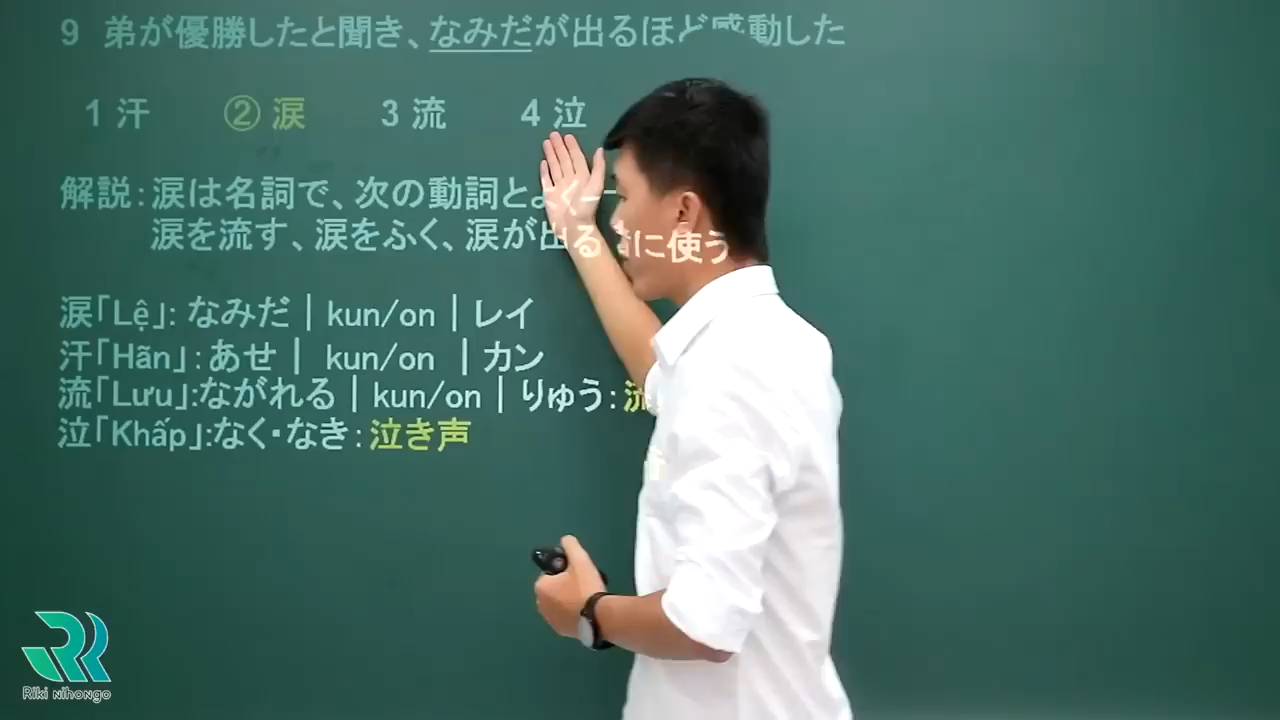 9 弟が優勝したと聞き、なみだが出るほど感動した
1 汗 ② 涙 3 流 4 泣
解説:涙は名詞で、次の動詞とよく一
涙を流す、涙をふく、涙が出る に使う
涙「Lệ」: なみだ | kun/on | レイ
汗「Hãn」: あせ | kun/on | カン
流「Lưu」:ながれる | kun/on | りゅう: 流
泣「Khấp」:なく・なき: 泣き声
Riki nihongo